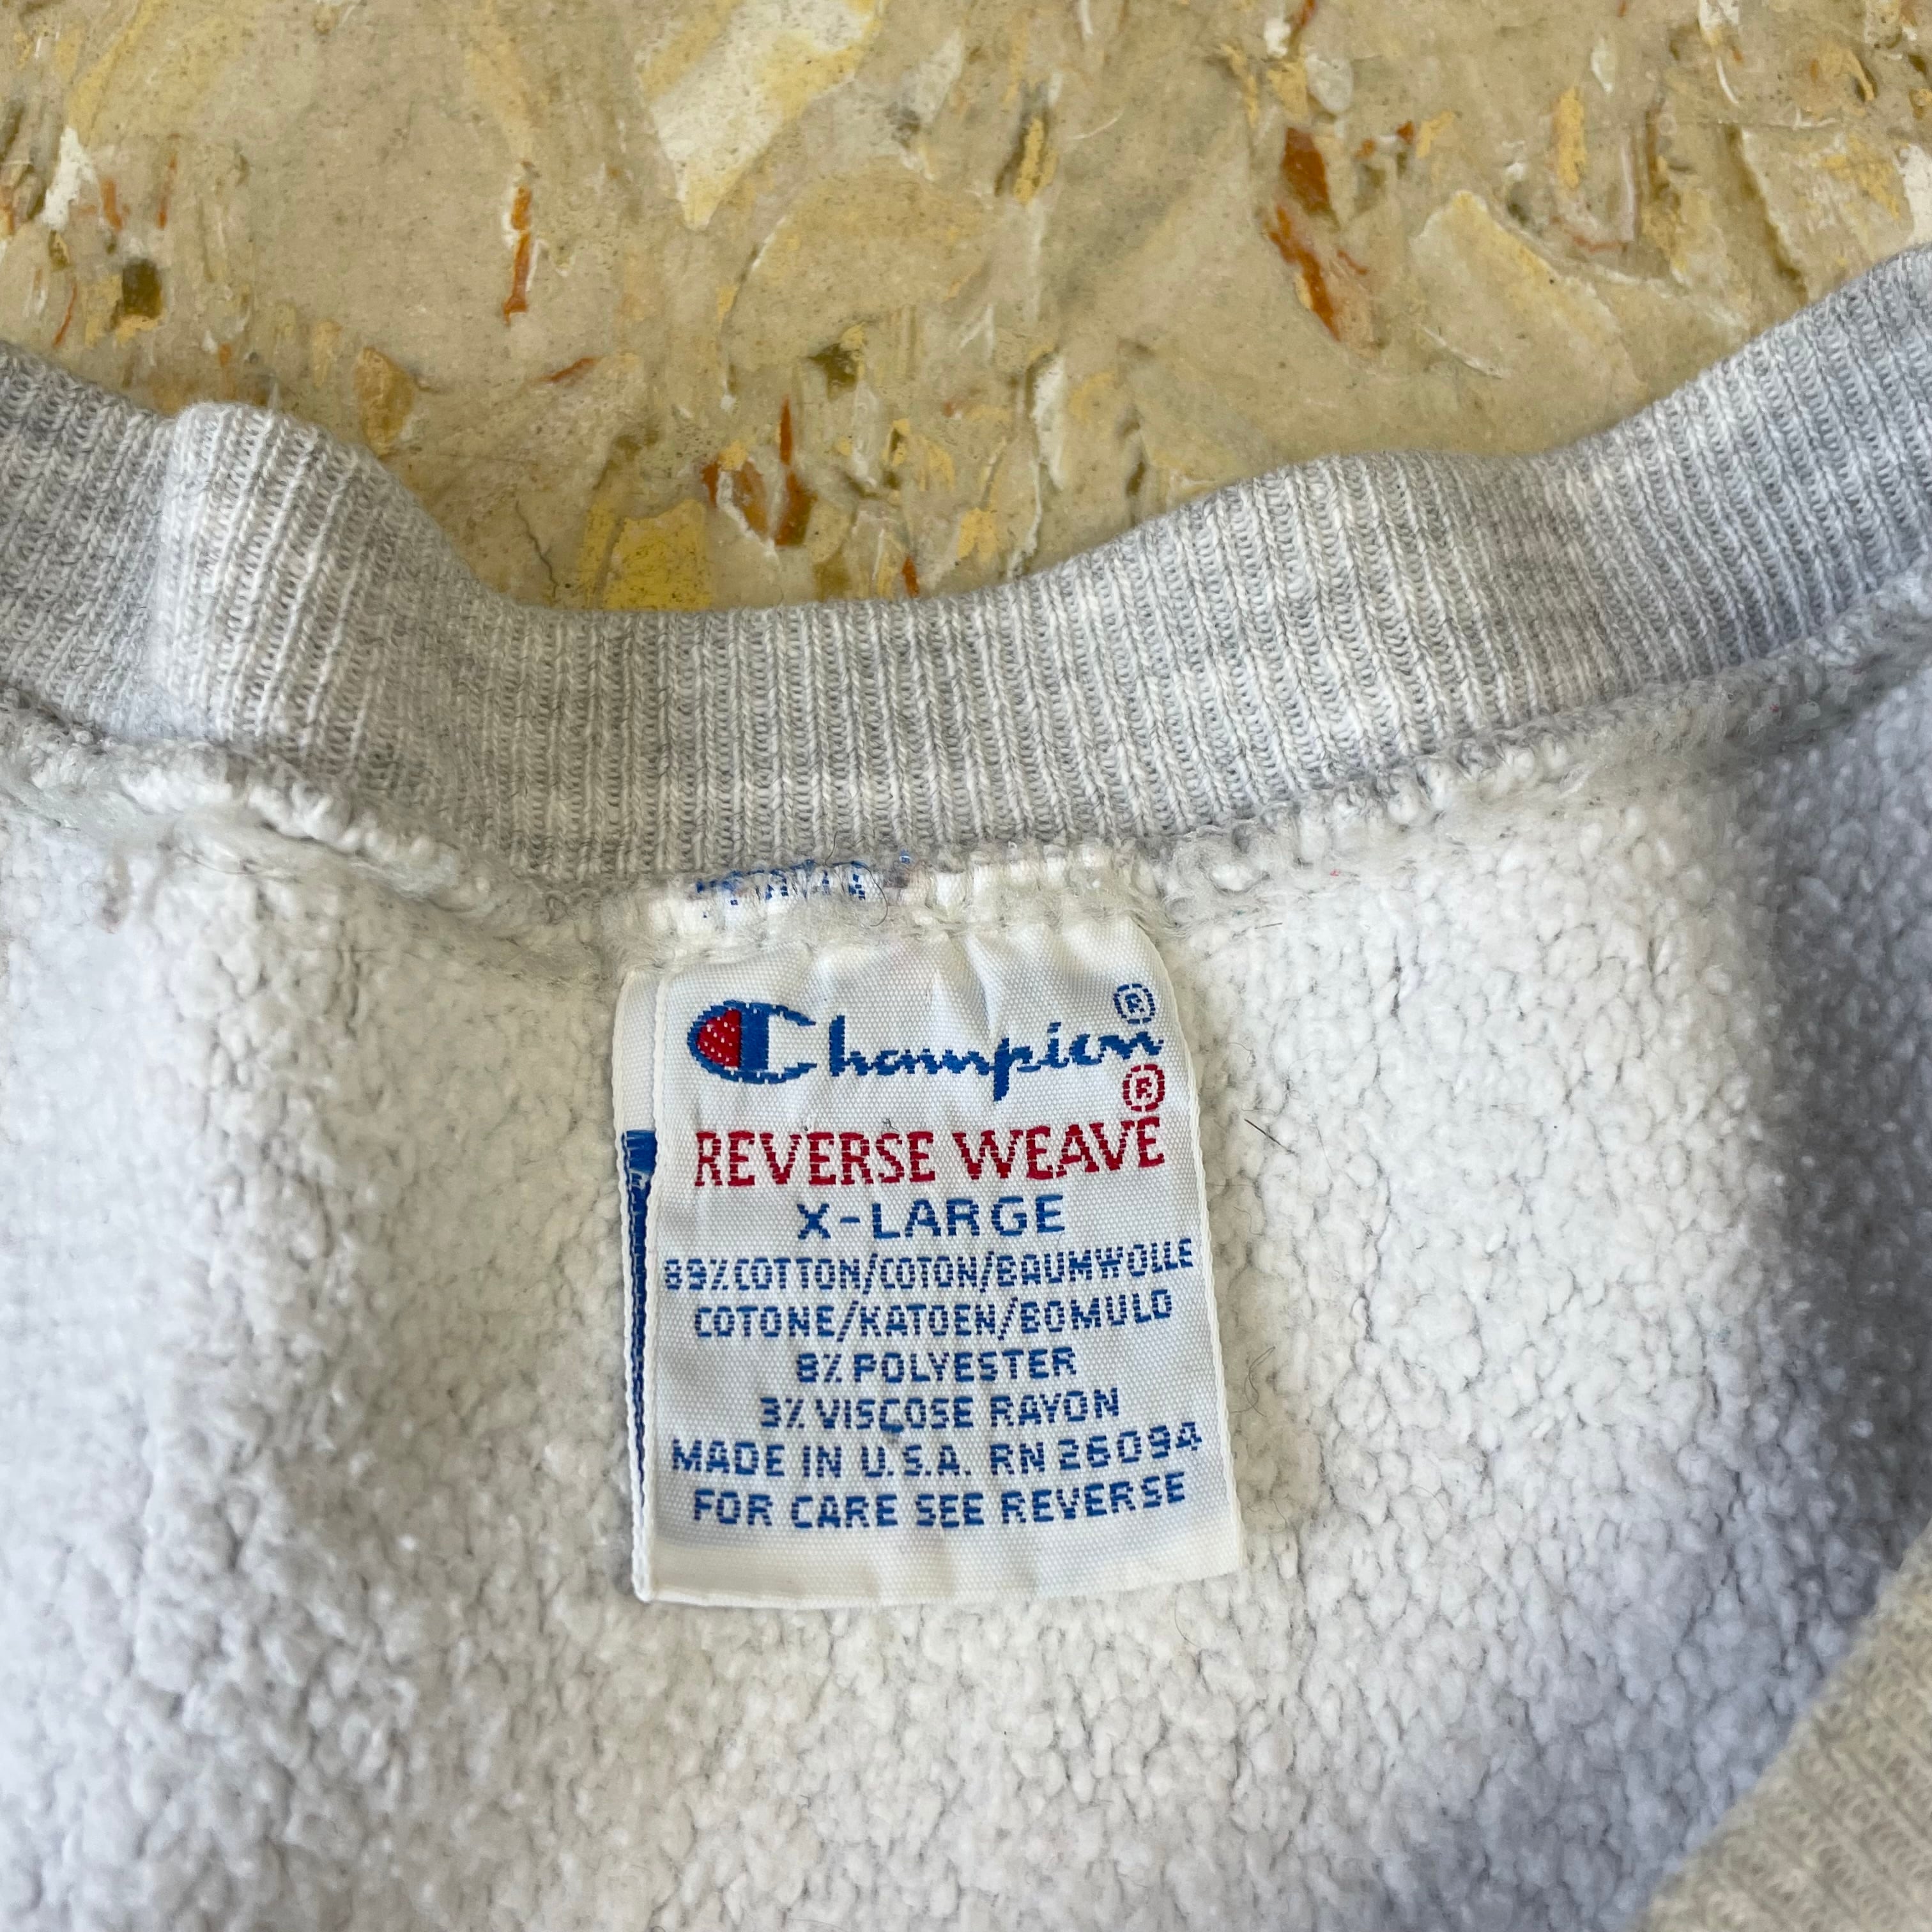 Champion®
REVERSE WEAVE®
X-LARGE
89% COTTON/COTON/BAUMWOLLE
COTONE/KATOEN/BOMULD
8% POLYESTER
3% VISCOSE RAYON
MADE IN U.S.A. RN 26094
FOR CARE SEE REVERSE